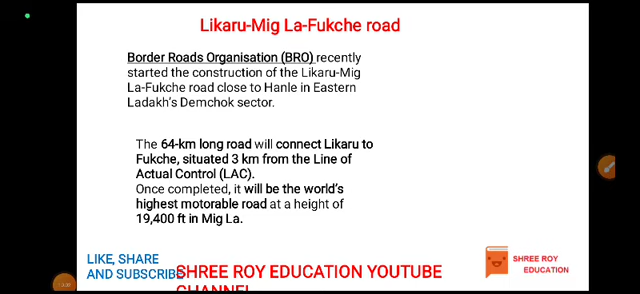 Likaru-Mig La-Fukche road
Border Roads Organisation (BRO) recently
started the construction of the Likaru-Mig
La-Fukche road close to Hanle in Eastern
Ladakh's Demchok sector.
The 64-km long road will connect Likaru to
Fukche, situated 3 km from the Line of
Actual Control (LAC).
Once completed, it will be the world's
highest motorable road at a height of
19,400 ft in Mig La.
LIKE, SHARE
AND SUBSCRIBE
SHREE ROY EDUCATION YOUTUBE
CHANNEL
SHREE ROY
EDUCATION